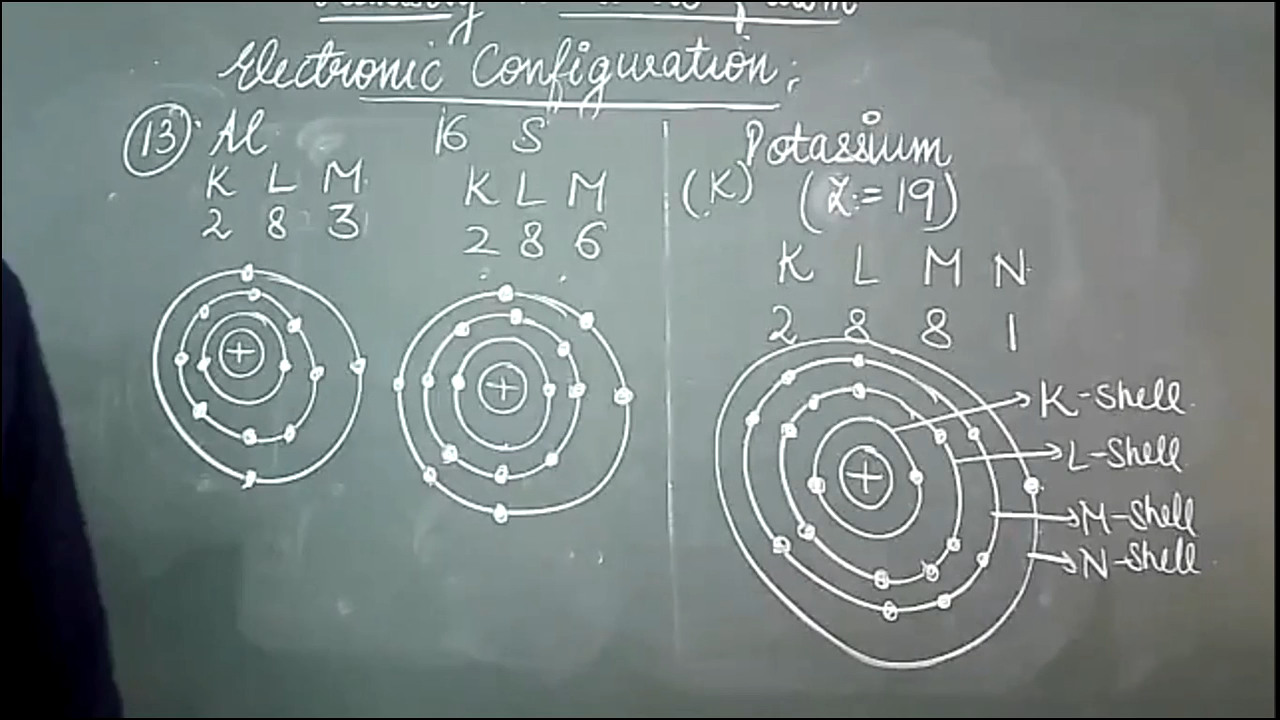 Electronic Configuration;
13 Al
K L M
2 8 3
16 S
K L M
2 8 6
Potassium
(K) (Z = 19)
K L M N
2 8 8 1
K-Shell
L-Shell
M-Shell
N-Shell
+
+
+